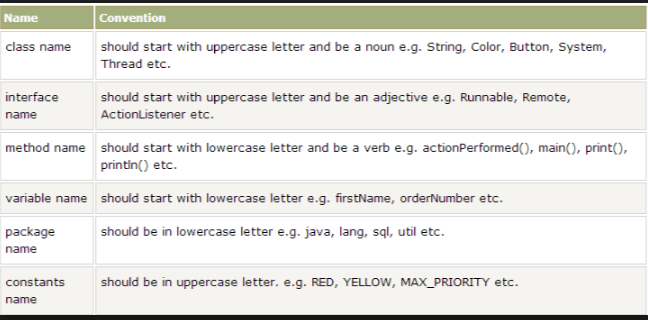 Name Convention
class name should start with uppercase letter and be a noun e.g. String, Color, Button, System,
Thread etc.
interface should start with uppercase letter and be an adjective e.g. Runnable, Remote,
name ActionListener etc.
method name should start with lowercase letter and be a verb e.g. actionPerformed(), main(), print(),
println() etc.
variable name should start with lowercase letter e.g. firstName, orderNumber etc.
package should be in lowercase letter e.g. java, lang, sql, util etc.
name
constants should be in uppercase letter. e.g. RED, YELLOW, MAX_PRIORITY etc.
name